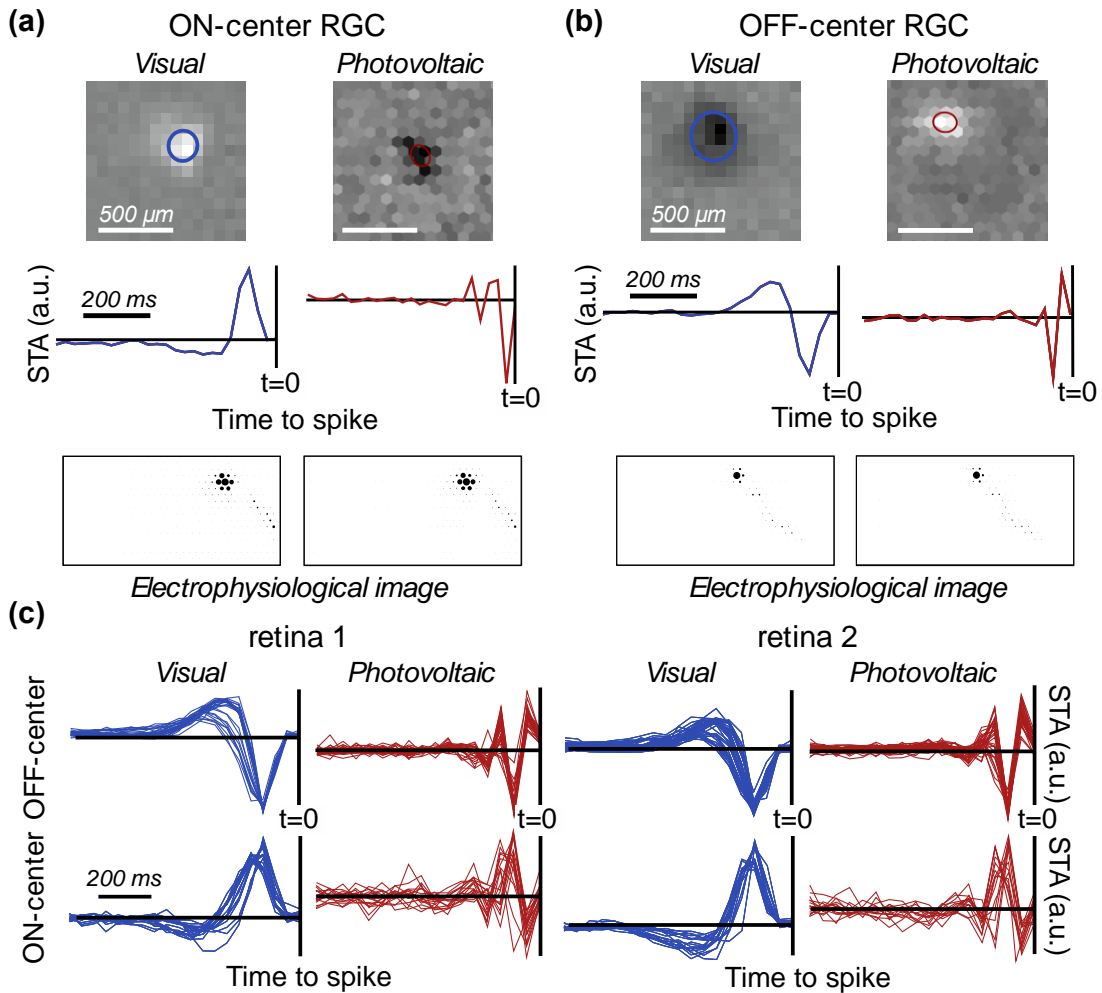 (a)
ON-center RGC
Visual
Photovoltaic
500 μm
STA (a.u.)
200 ms
t=0
t=0
Time to spike
Electrophysiological image
(b)
OFF-center RGC
Visual
Photovoltaic
500 μm
STA (a.u.)
200 ms
t=0
t=0
Time to spike
Electrophysiological image
(c)
retina 1
retina 2
Visual
Photovoltaic
Visual
Photovoltaic
OFF-center
t=0
t=0
t=0
t=0
STA (a.u.)
ON-center
200 ms
STA (a.u.)
Time to spike
Time to spike